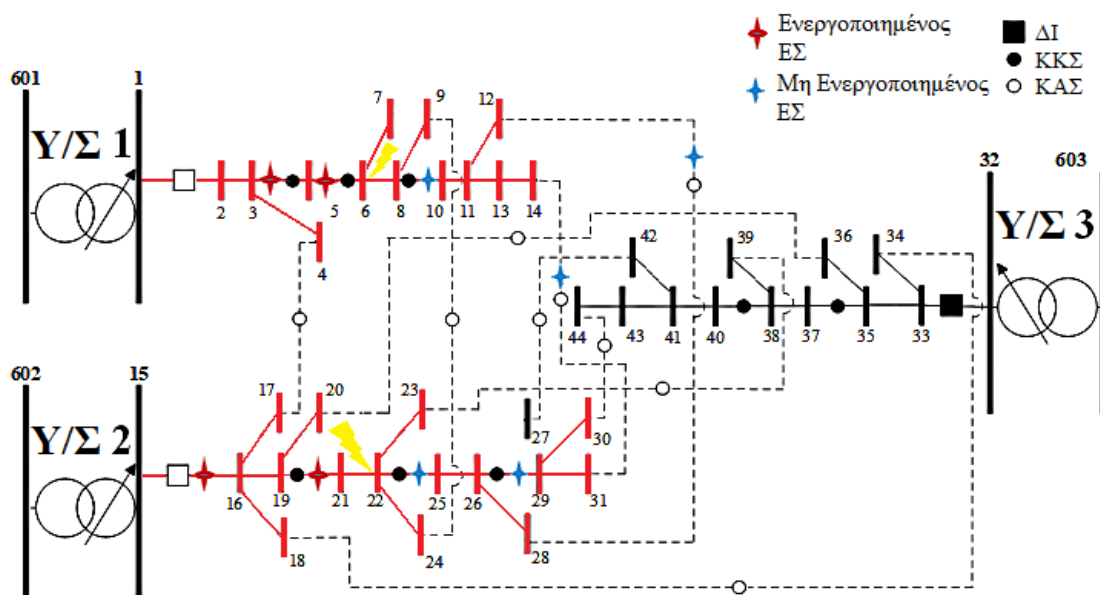 Ενεργοποιημένος
ΕΣ
Μη Ενεργοποιημένος
ΕΣ
ΔΙ
ΚΚΣ
ΚΑΣ
601 1
Υ/Σ 1
7 9 12
2 3 5 6 8 10 11 13 14
4
32 603
Υ/Σ 3
42 39 36 34
44 43 41 40 38 37 35 33
602 15
Υ/Σ 2
17 20 23
27 30
16 19 21 22 25 26 29 31
18 24 28